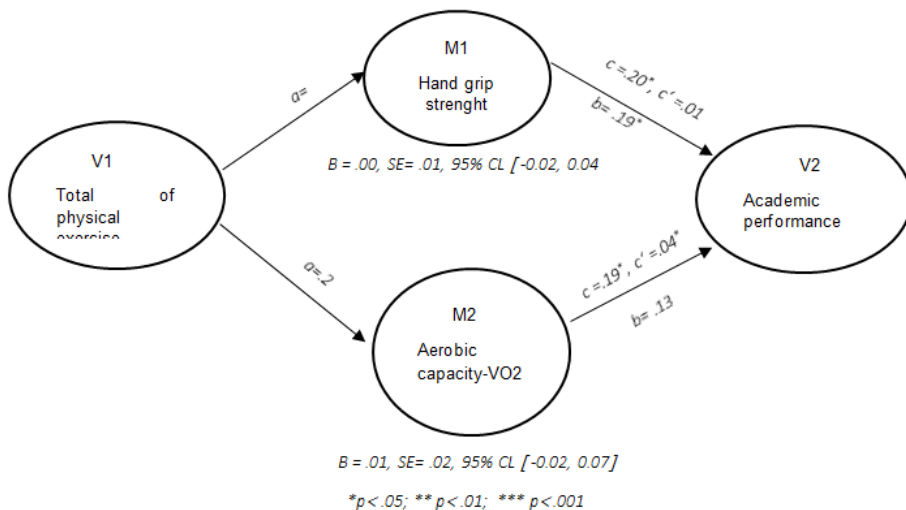 V1
Total of
physical
exercise
a=
a=.2
M1
Hand grip
strenght
B = .00, SE= .01, 95% CL [-0.02, 0.04
M2
Aerobic
capacity-VO2
B = .01, SE= .02, 95% CL [-0.02, 0.07]
c =.20*, c' =.01
b= .19*
c =.19*, c' =.04*
b= .13
V2
Academic
performance
*p< .05; ** p< .01; *** p<.001